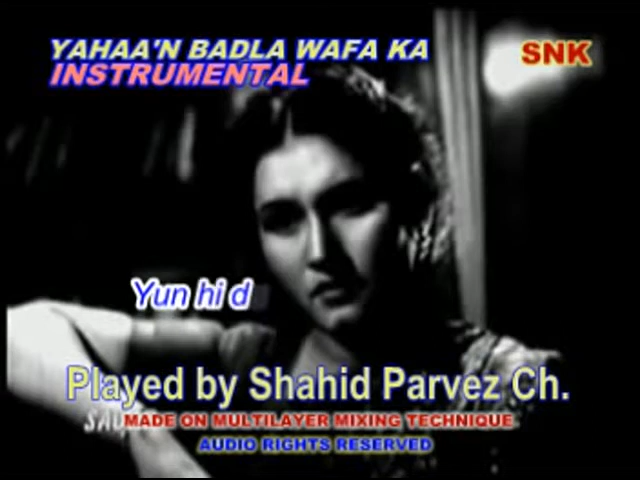 YAHAA'N BADLA WAFA KA
SNK
INSTRUMENTAL
Yun hi d
Played by Shahid Parvez Ch.
MADE ON MULTILAYER MIXING TECHNIQUE
AUDIO RIGHTS RESERVED